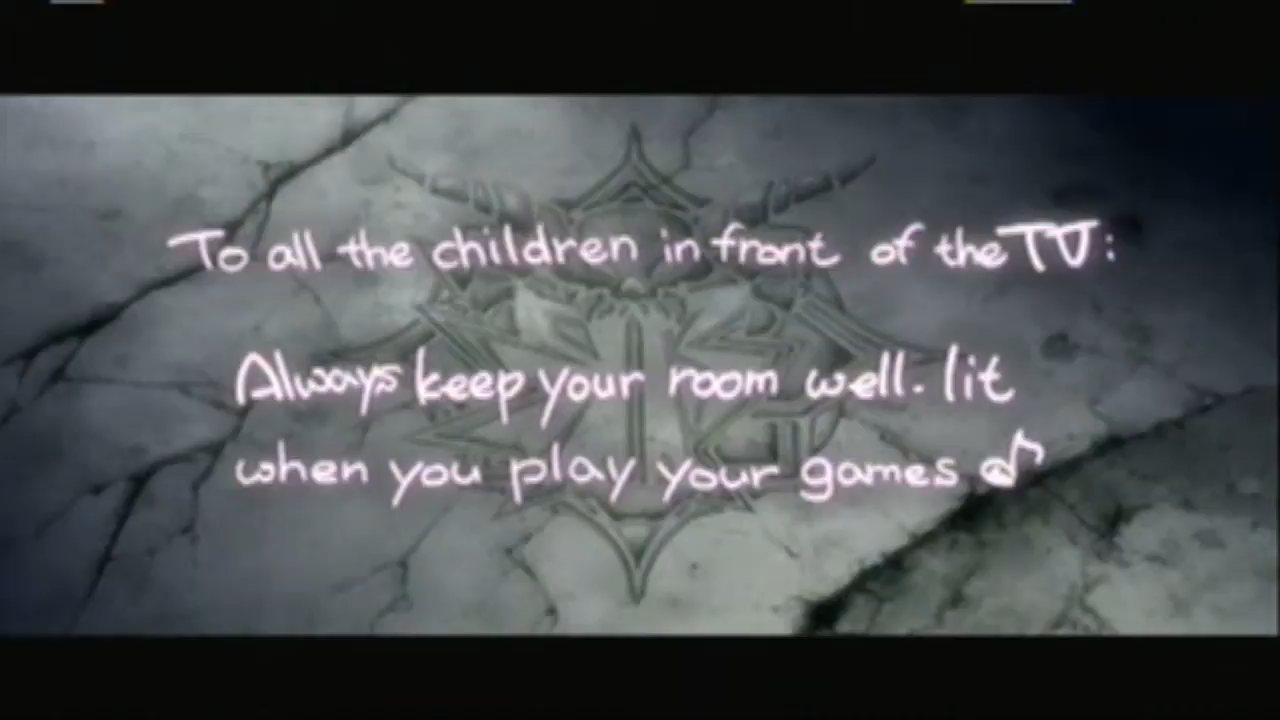 To all the children in front of the TV:
Always keep your room well-lit
when you play your games ♪